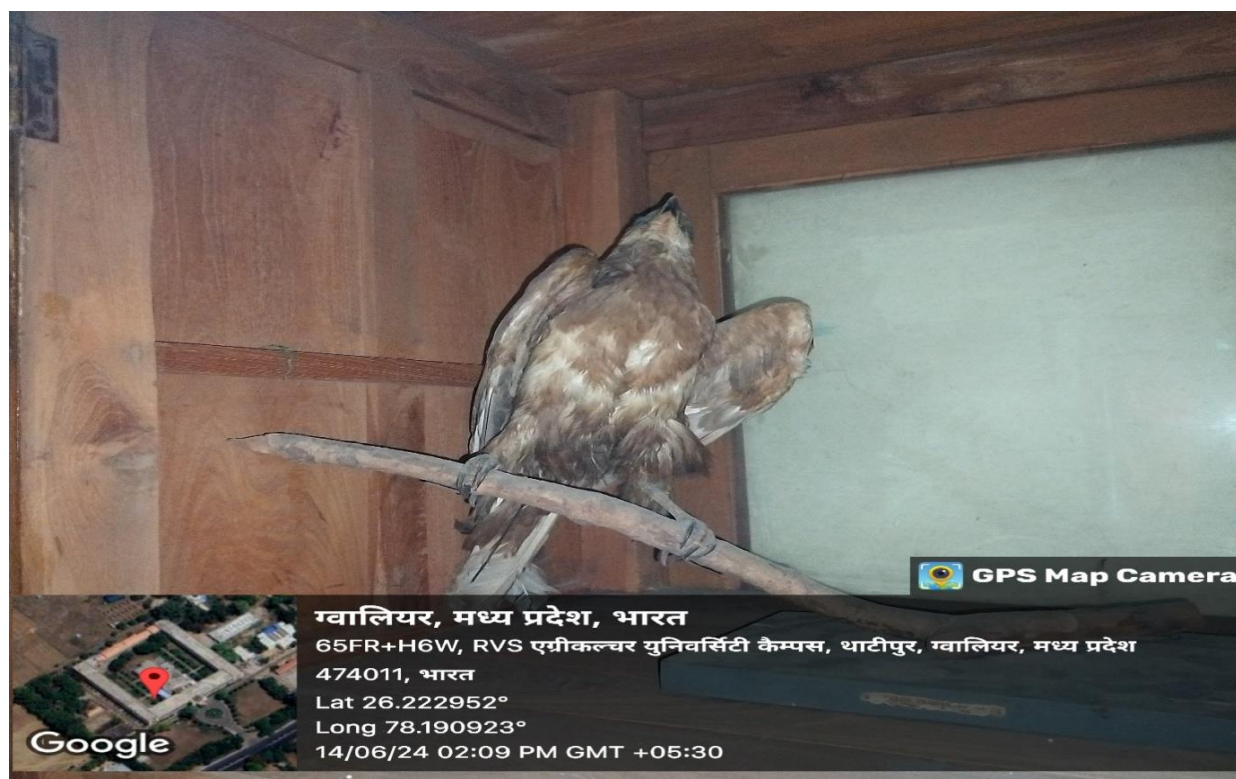 GPS Map Camera
ग्वालियर, मध्य प्रदेश, भारत
65FR+H6W, RVS एग्रीकल्चर युनिवर्सिटी कैम्पस, थाटीपुर, ग्वालियर, मध्य प्रदेश
474011, भारत
Lat 26.222952°
Long 78.190923°
14/06/24 02:09 PM GMT +05:30
Google